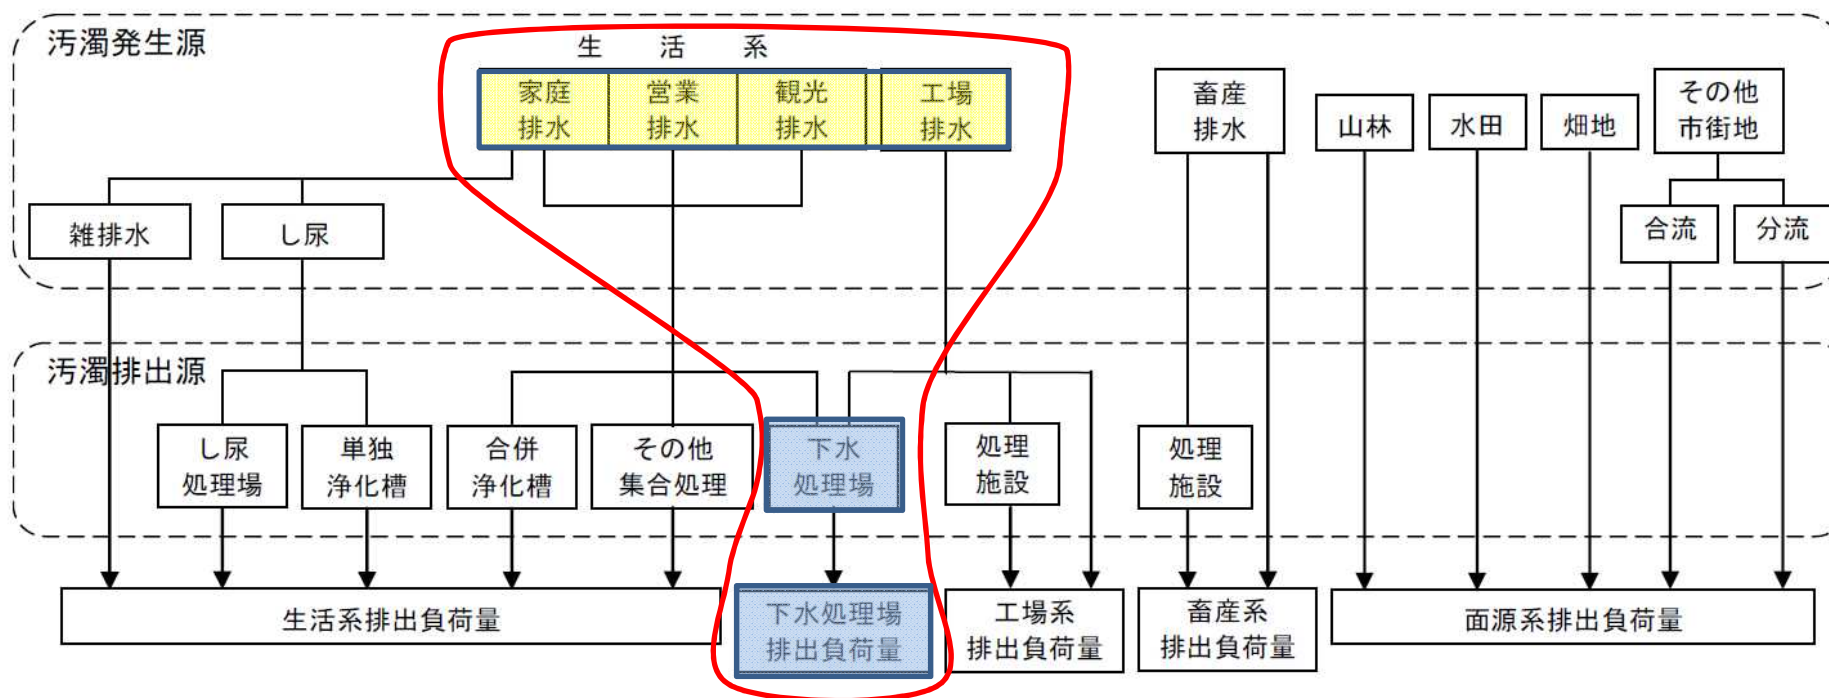 汚濁発生源
生活系
家庭
排水
営業
排水
観光
排水
工場
排水
畜産
排水
山林
水田
畑地
その他
市街地
雑排水
し尿
合流
分流
汚濁排出源
し尿
処理場
単独
浄化槽
合併
浄化槽
その他
集合処理
下水
処理場
処理
施設
処理
施設
生活系排出負荷量
下水処理場
排出負荷量
工場系
排出負荷量
畜産系
排出負荷量
面源系排出負荷量